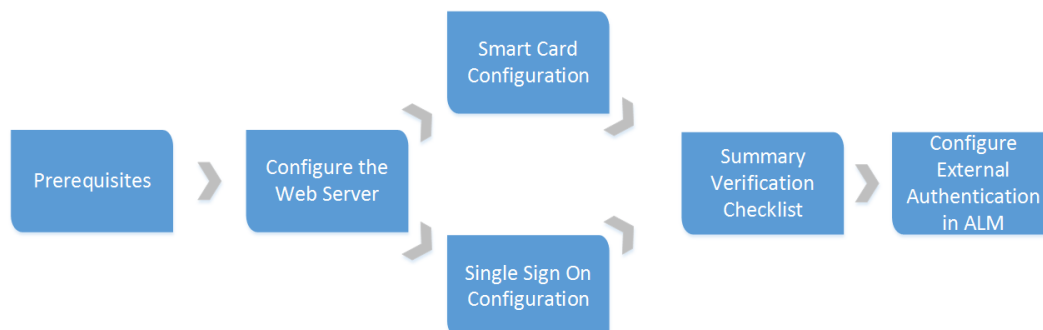 Prerequisites
Configure the
Web Server
Smart Card
Configuration
Single Sign On
Configuration
Summary
Verification
Checklist
Configure
External
Authentication
in ALM